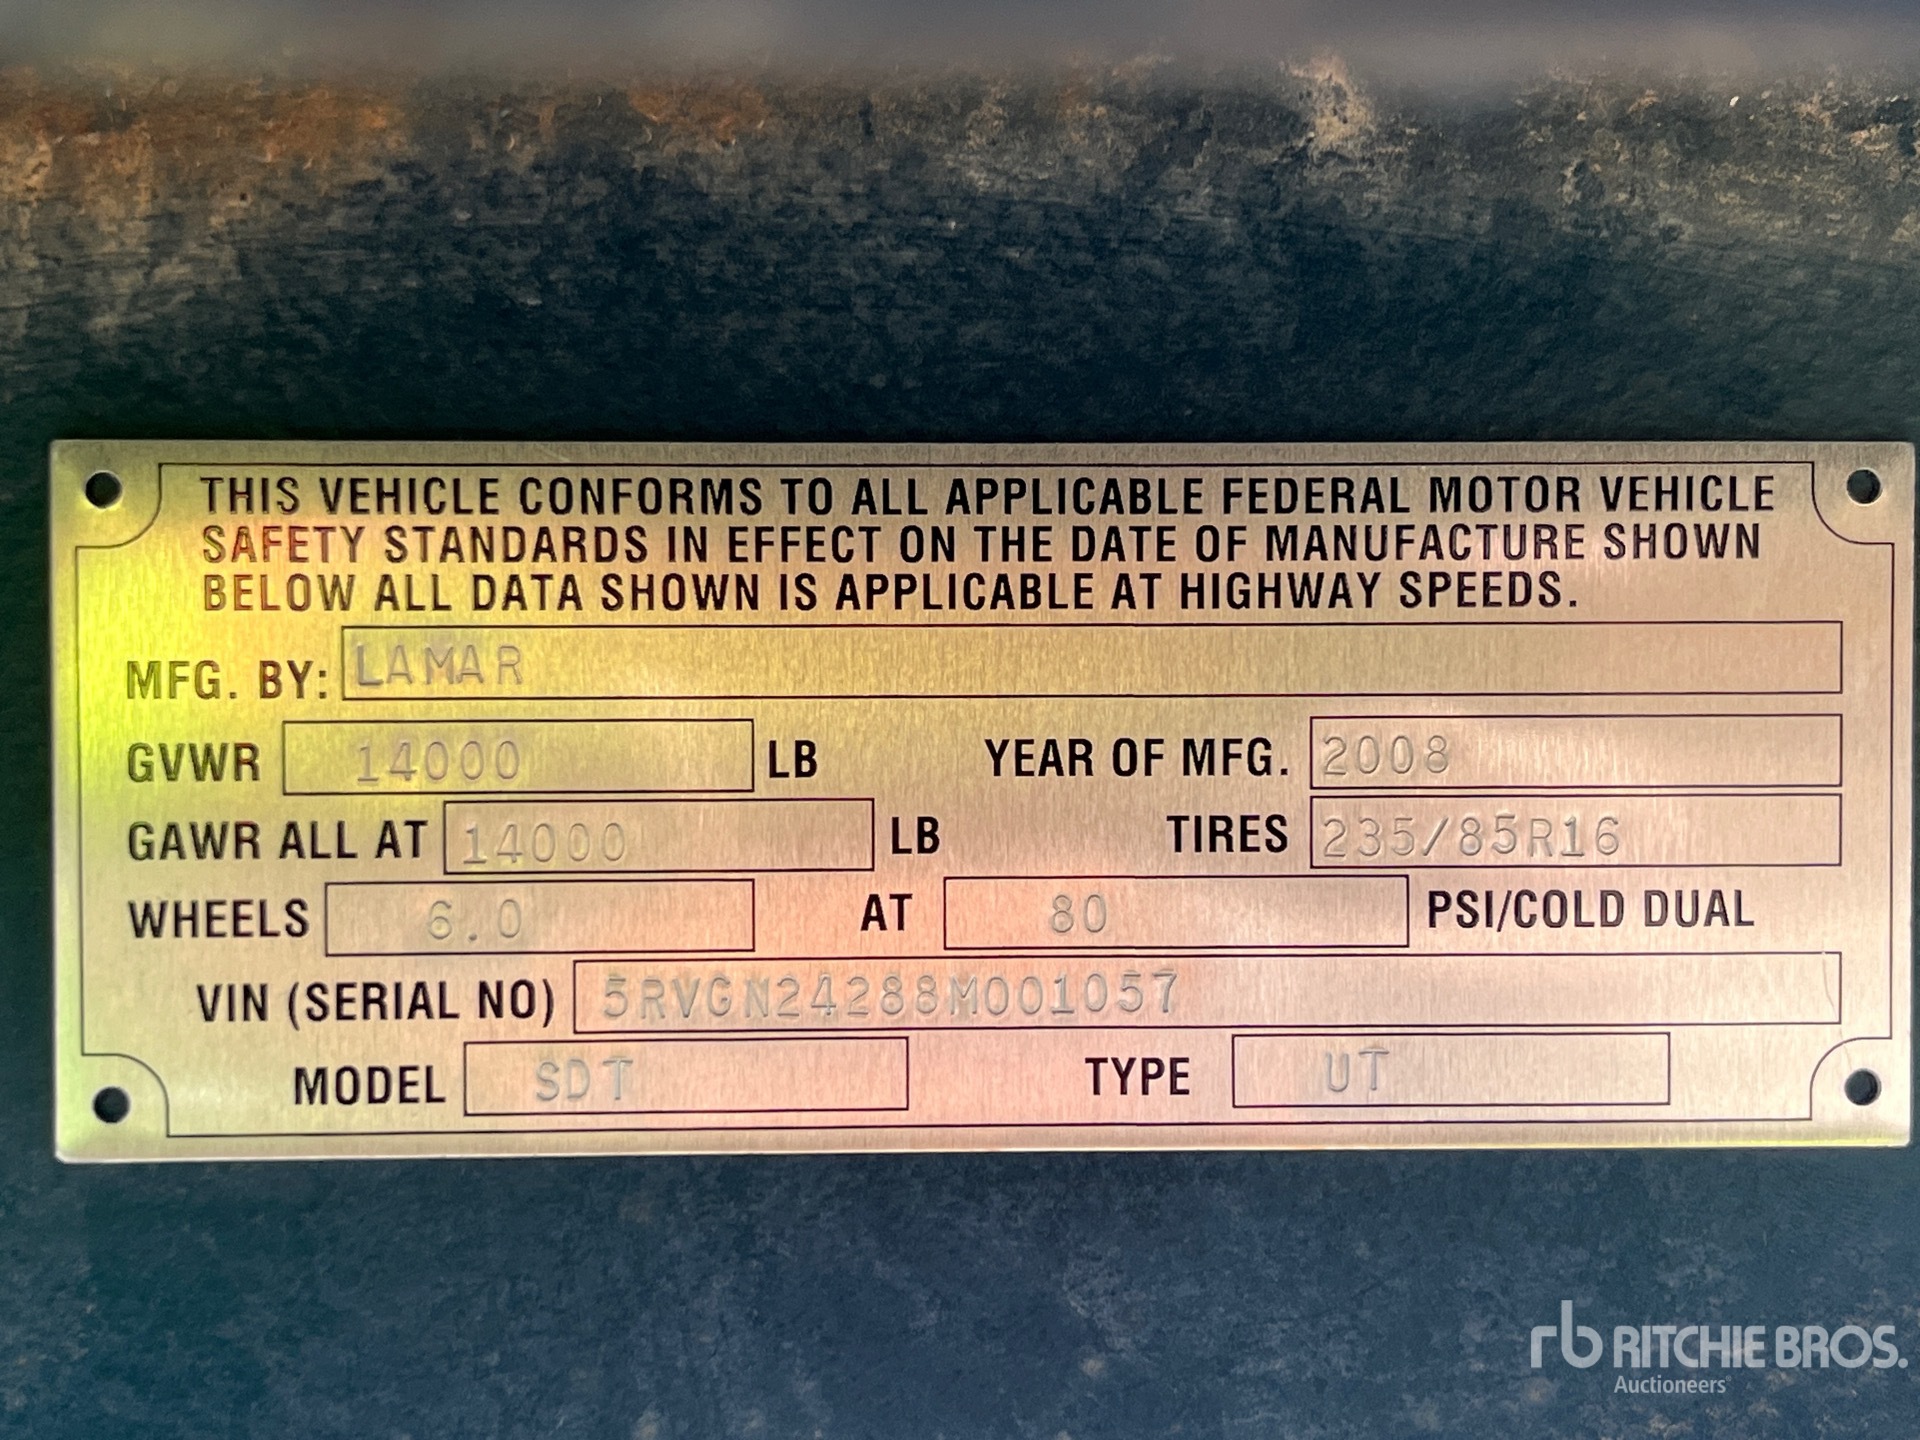 THIS VEHICLE CONFORMS TO ALL APPLICABLE FEDERAL MOTOR VEHICLE
SAFETY STANDARDS IN EFFECT ON THE DATE OF MANUFACTURE SHOWN
BELOW ALL DATA SHOWN IS APPLICABLE AT HIGHWAY SPEEDS.
MFG. BY: LAMAR
GVWR 14000 LB YEAR OF MFG. 2008
GAWR ALL AT 14000 LB TIRES 235/85R16
WHEELS 6.0 AT 80 PSI/COLD DUAL
VIN (SERIAL NO) 5RVGN24288M001057
MODEL SDT TYPE UT
rb RITCHIE BROS.
Auctioneers